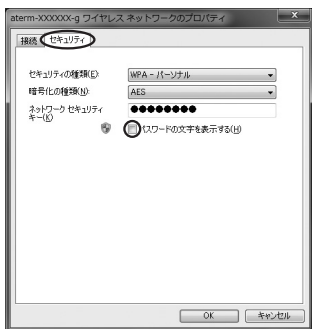 aterm-XXXXXX-g ワイヤレス ネットワークのプロパティ
接続 セキュリティ
セキュリティの種類(E): WPA - パーソナル
暗号化の種類(N): AES
ネットワーク セキュリティ
キー(K) ●●●●●●●●
パスワードの文字を表示する(H)
OK キャンセル